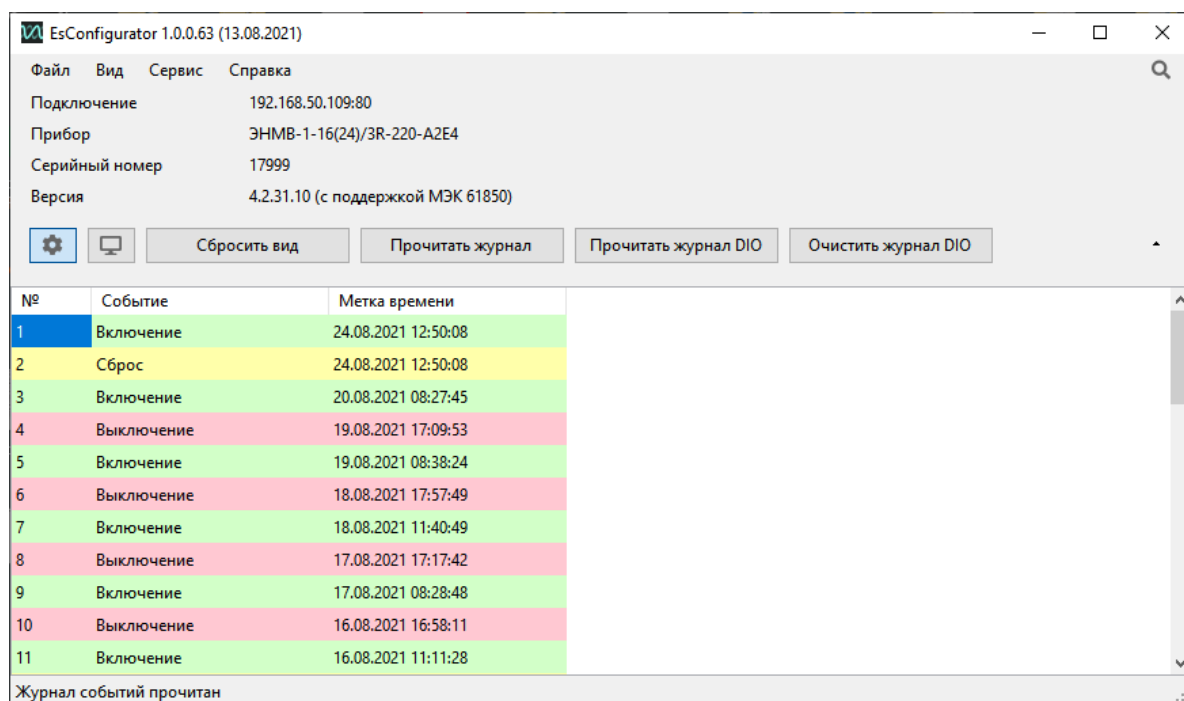 EsConfigurator 1.0.0.63 (13.08.2021)
Файл Вид Сервис Справка
Подключение 192.168.50.109:80
Прибор ЭНМВ-1-16(24)/3R-220-A2E4
Серийный номер 17999
Версия 4.2.31.10 (с поддержкой МЭК 61850)
Сбросить вид Прочитать журнал Прочитать журнал DIO Очистить журнал DIO
№ Событие Метка времени
1 Включение 24.08.2021 12:50:08
2 Сброс 24.08.2021 12:50:08
3 Включение 20.08.2021 08:27:45
4 Выключение 19.08.2021 17:09:53
5 Включение 19.08.2021 08:38:24
6 Выключение 18.08.2021 17:57:49
7 Включение 18.08.2021 11:40:49
8 Выключение 17.08.2021 17:17:42
9 Включение 17.08.2021 08:28:48
10 Выключение 16.08.2021 16:58:11
11 Включение 16.08.2021 11:11:28
Журнал событий прочитан